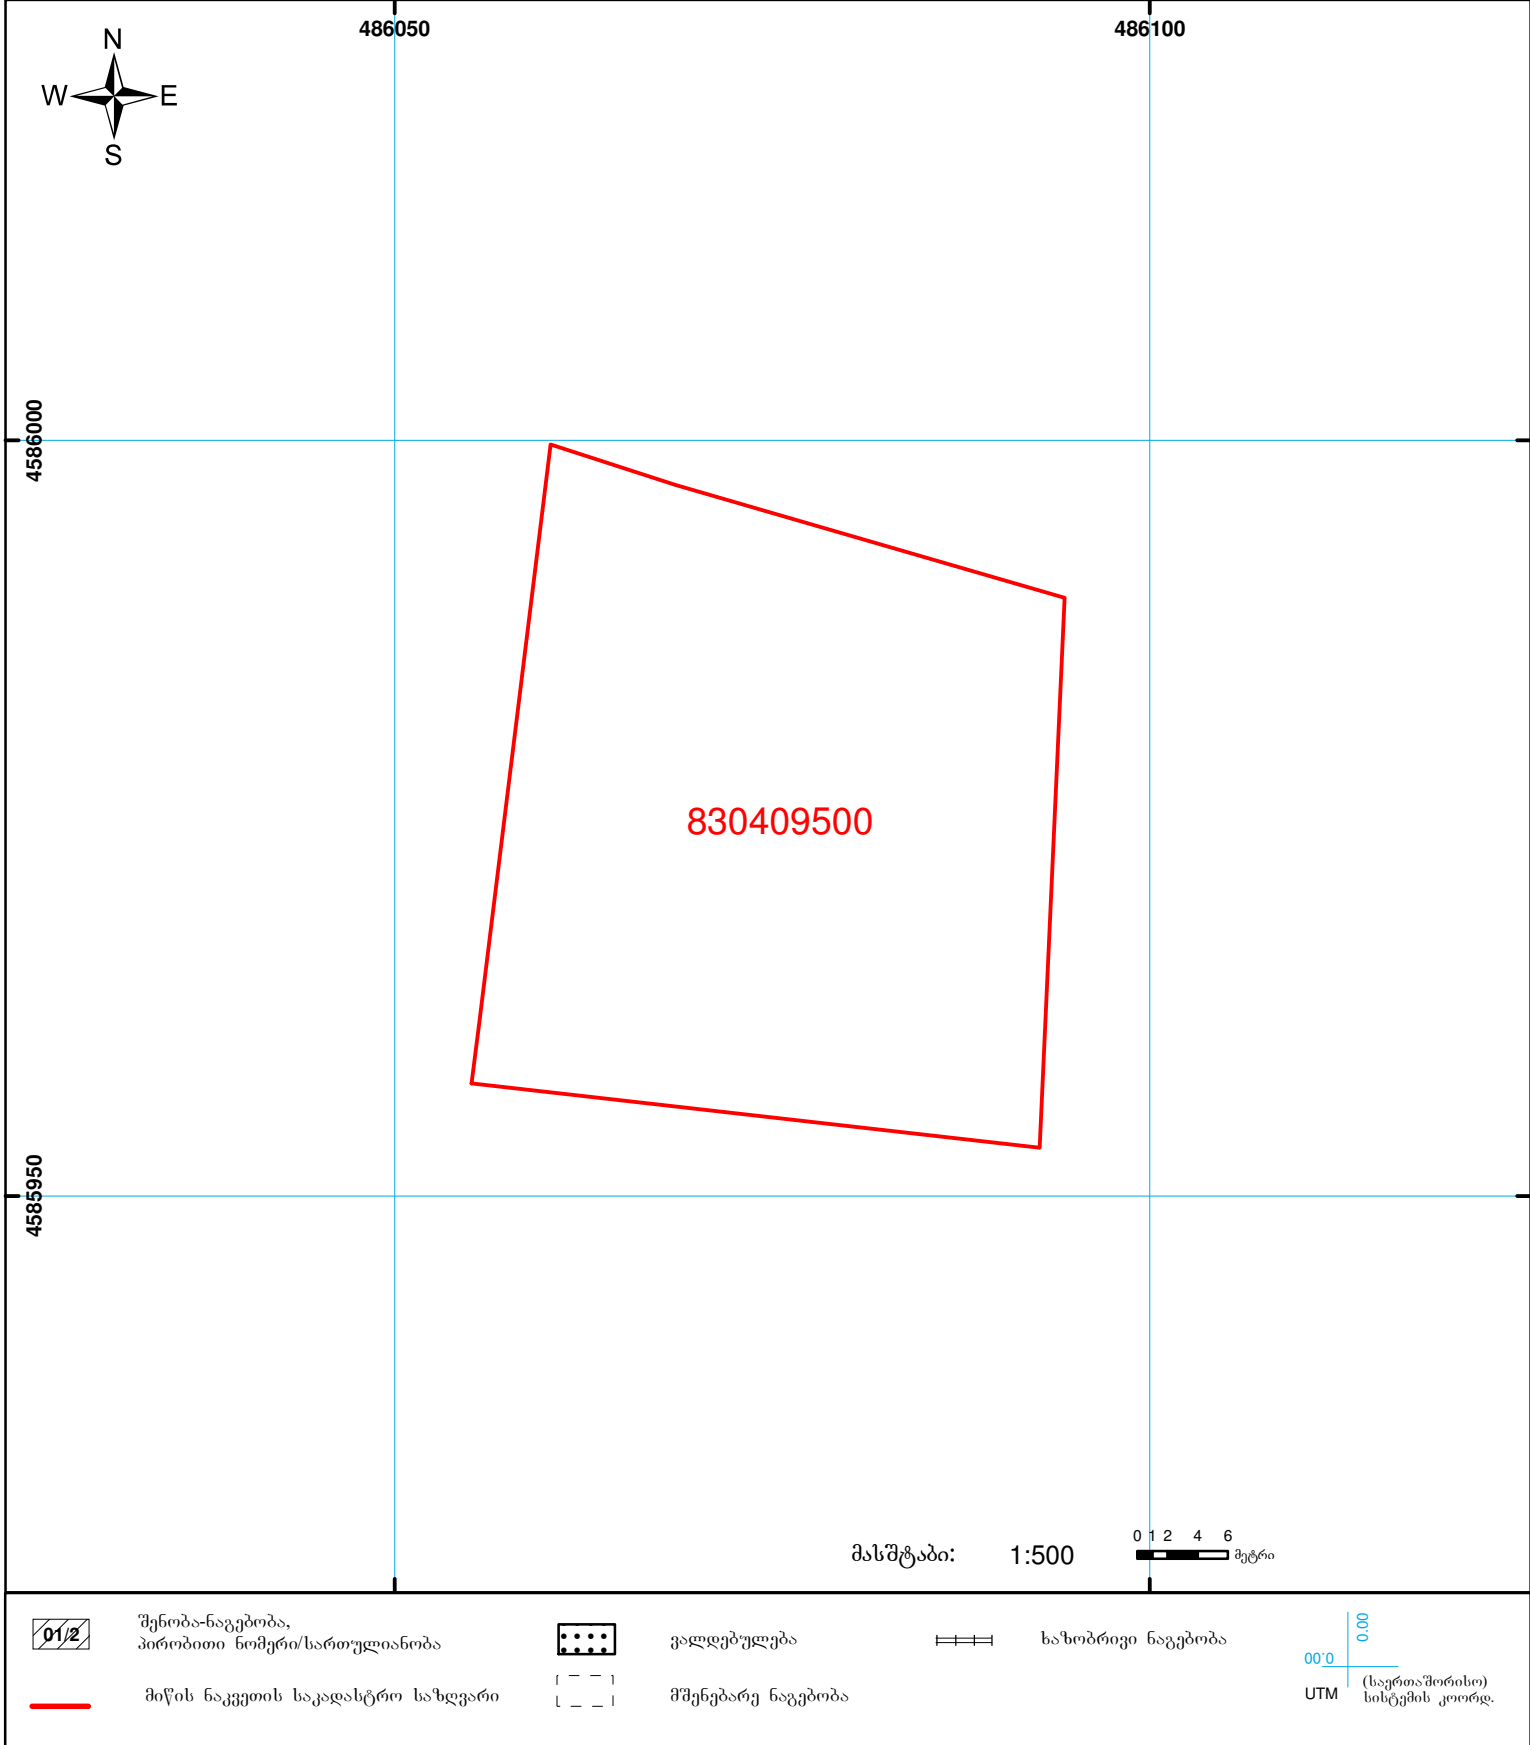 486050 486100
N
W E
S
4586000
830409500
4585950
მასშტაბი: 1:500
0 1 2 4 6
მეტრი
01/2
შენობა-ნაგებობა,
პირობითი ნომერი/სართულიანობა
ვალდებულება
ხაზობრივი ნაგებობა
მიწის ნაკვეთის საკადასტრო საზღვარი
მშენებარე ნაგებობა
0.00
00.0
UTM
(საერთაშორისო)
სისტემის კოორდ.